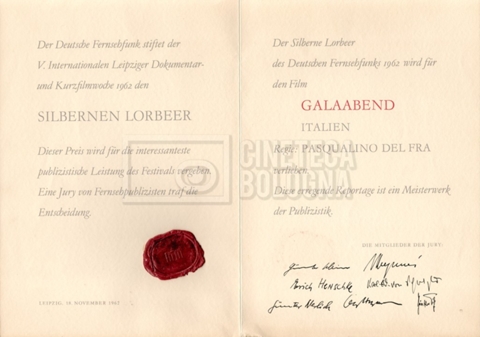 Der Deutsche Fernsehfunk stiftet der
V. Internationalen Leipziger Dokumentar-
und Kurzfilmwoche 1962 den
SILBERNEN LORBEER
Dieser Preis wird für die interessanteste
publizistische Leistung des Festivals vergeben.
Eine Jury von Fernsehpublizisten traf die
Entscheidung.
LEIPZIG, 18. NOVEMBER 1962
Der Silberne Lorbeer
des Deutschen Fernsehfunks 1962 wird für
den Film
GALAABEND
ITALIEN
Regie: PASQUALINO DEL FRA
verliehen.
Diese erregende Reportage ist ein Meisterwerk
der Publizistik.
DIE MITGLIEDER DER JURY:
Erich Henschke
CINETECA
BOLOGNA